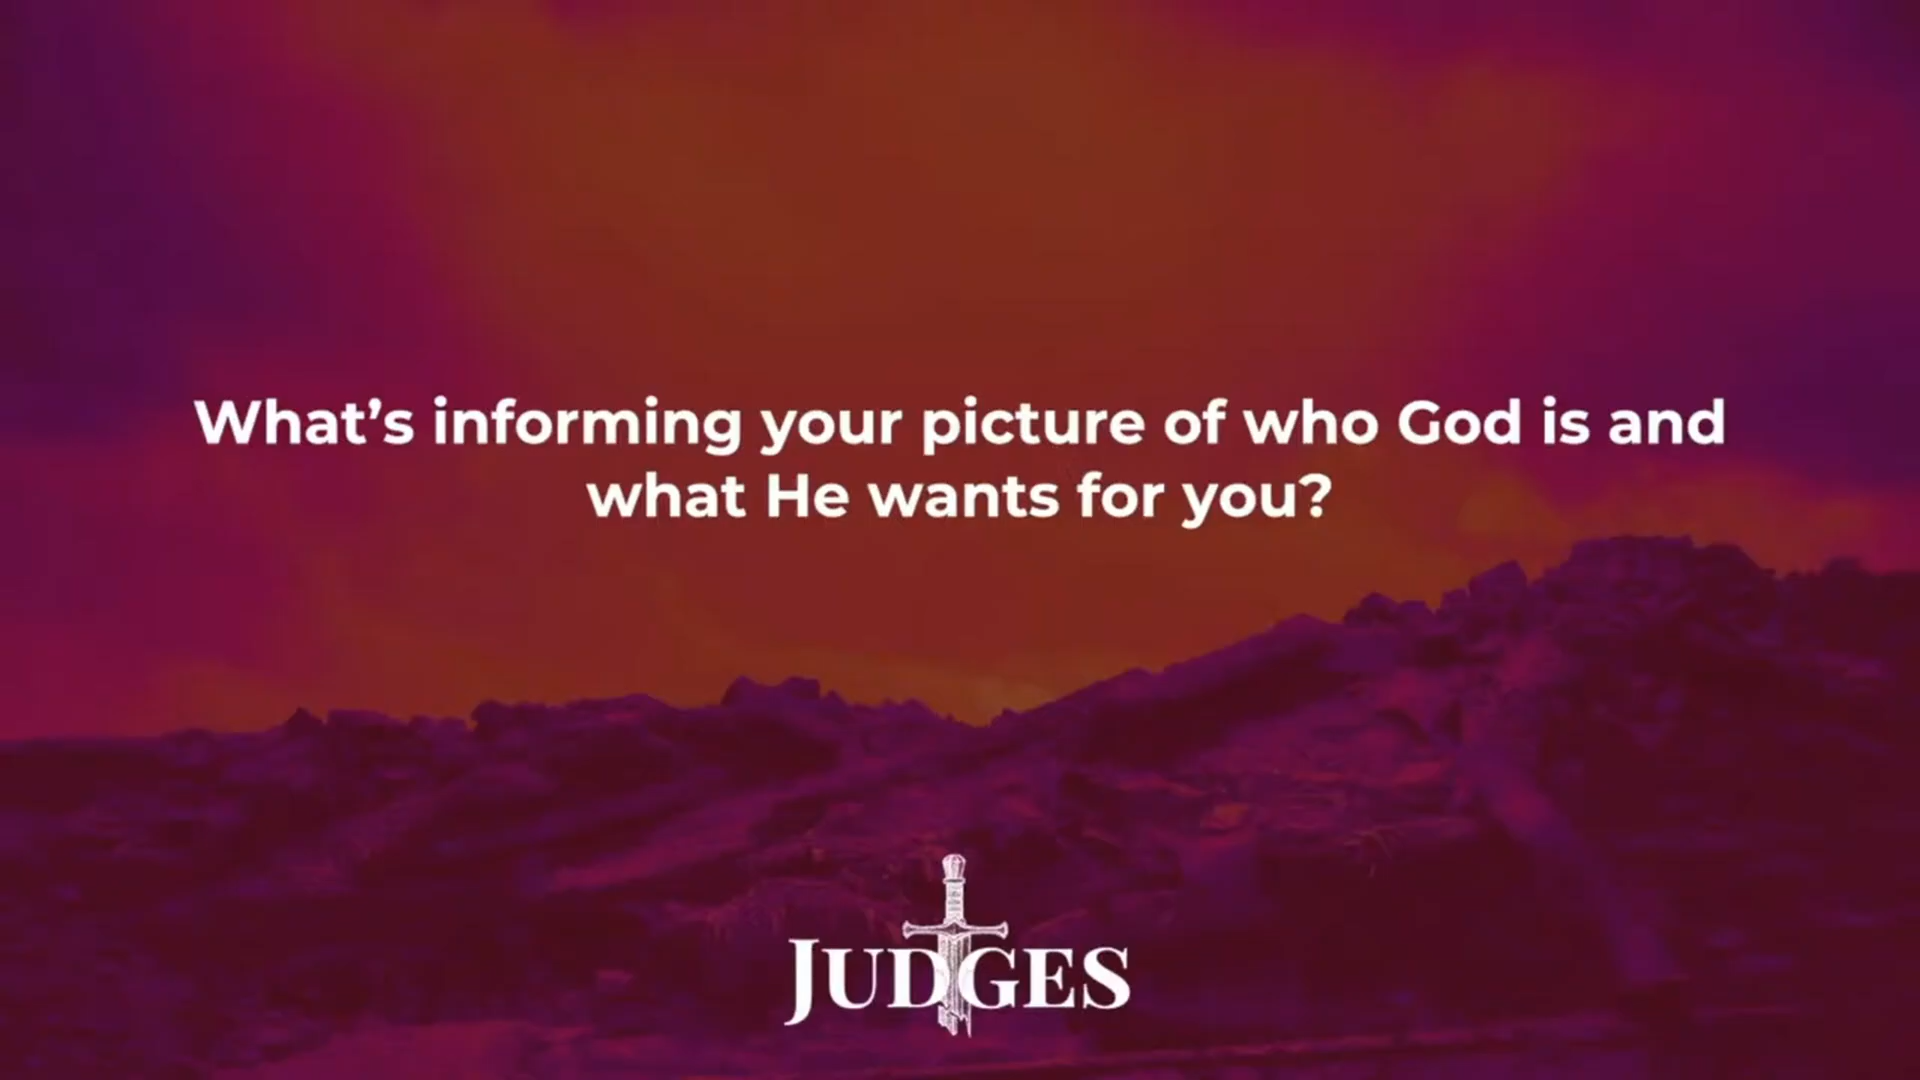 What’s informing your picture of who God is and
what He wants for you?
JUDGES